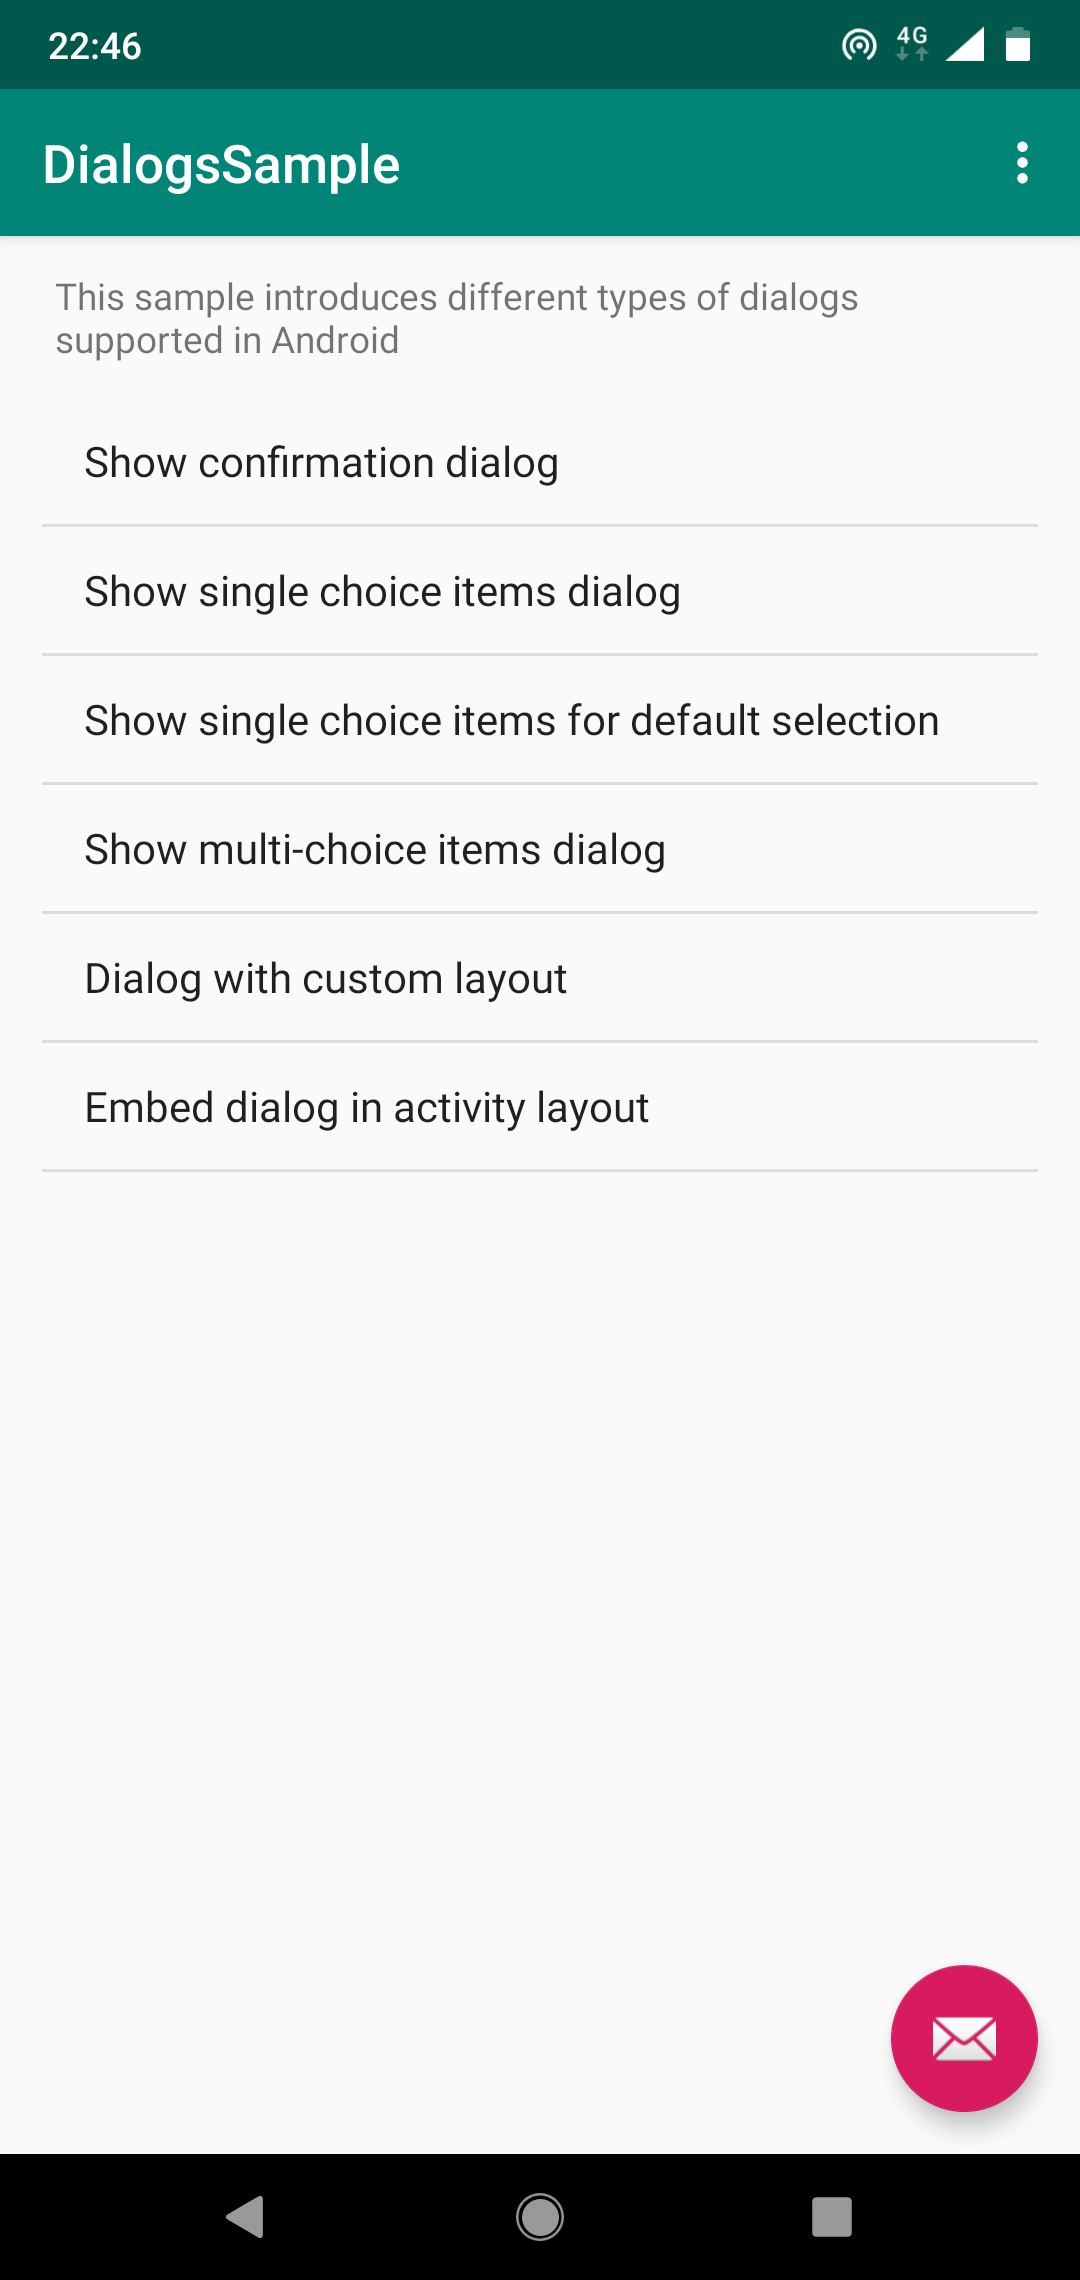 22:46
4G
DialogsSample
This sample introduces different types of dialogs
supported in Android
Show confirmation dialog
Show single choice items dialog
Show single choice items for default selection
Show multi-choice items dialog
Dialog with custom layout
Embed dialog in activity layout